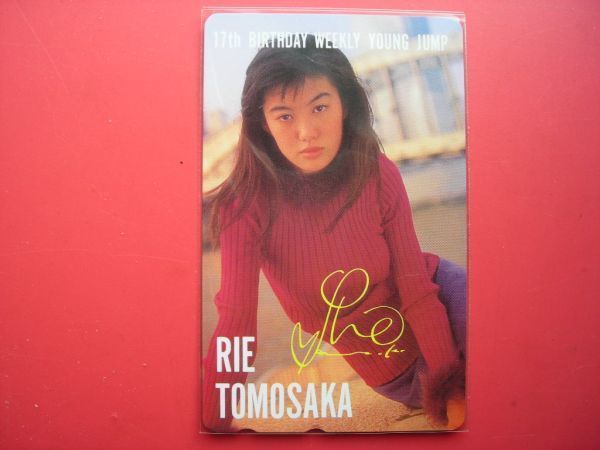 17th BIRTHDAY WEEKLY YOUNG JUMP
RIE
TOMOSAKA